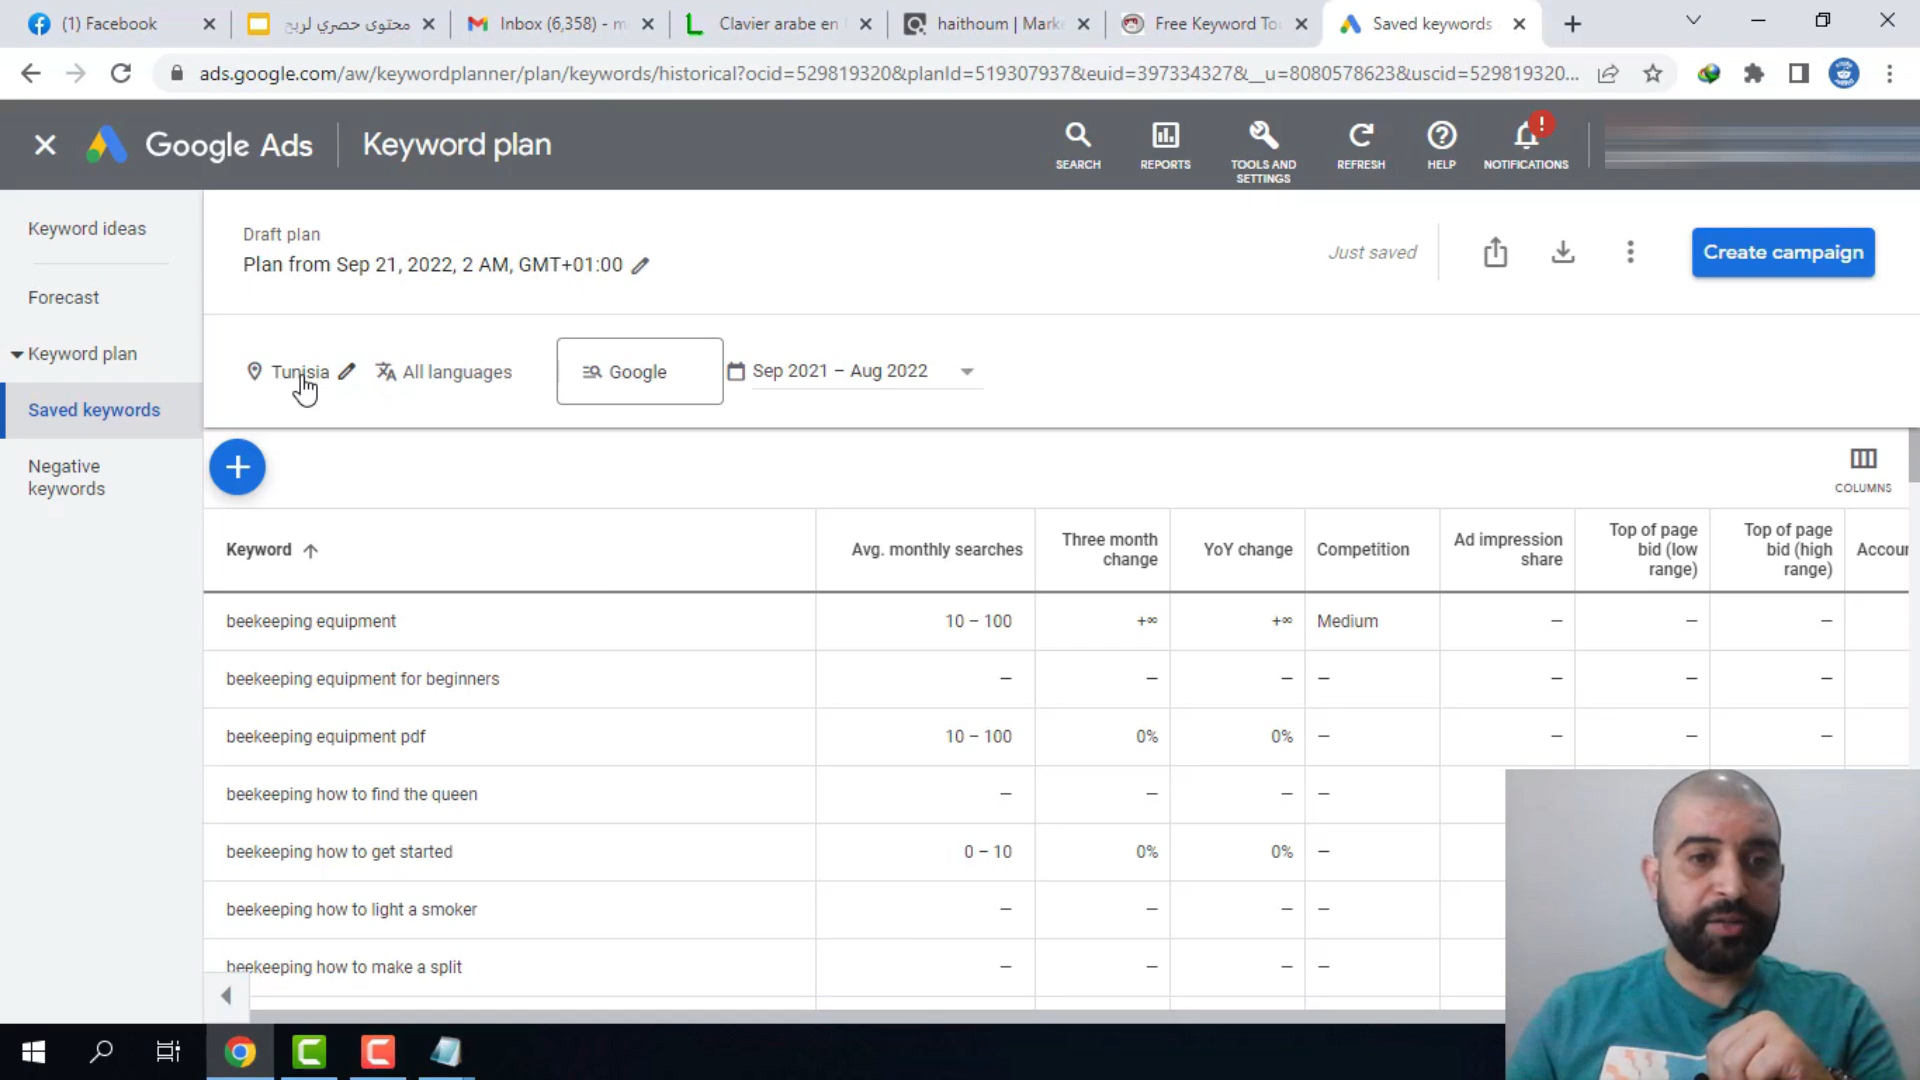 (1) Facebook
محتوى حصري لربح
Inbox (6,358) - m
Clavier arabe en
haithoum | Marke
Free Keyword To
Saved keywords
ads.google.com/aw/keywordplanner/plan/keywords/historical?ocid=529819320&planId=519307937&euid=397334327&__u=8080578623&uscid=529819320...
Google Ads
Keyword plan
SEARCH
REPORTS
TOOLS AND
SETTINGS
REFRESH
HELP
!
NOTIFICATIONS
Keyword ideas
Forecast
Keyword plan
Saved keywords
Negative
keywords
Draft plan
Plan from Sep 21, 2022, 2 AM, GMT+01:00
Just saved
Create campaign
Tunisia
All languages
Google
Sep 2021 – Aug 2022
COLUMNS
Keyword
Avg. monthly searches
Three month
change
YoY change
Competition
Ad impression
share
Top of page
bid (low
range)
Top of page
bid (high
range)
Accour
beekeeping equipment 10 – 100 +∞ +∞ Medium – – –
beekeeping equipment for beginners – – – – – – –
beekeeping equipment pdf 10 – 100 0% 0% – – – –
beekeeping how to find the queen – – – –
beekeeping how to get started 0 – 10 0% 0% –
beekeeping how to light a smoker – – – –
beekeeping how to make a split – – – –